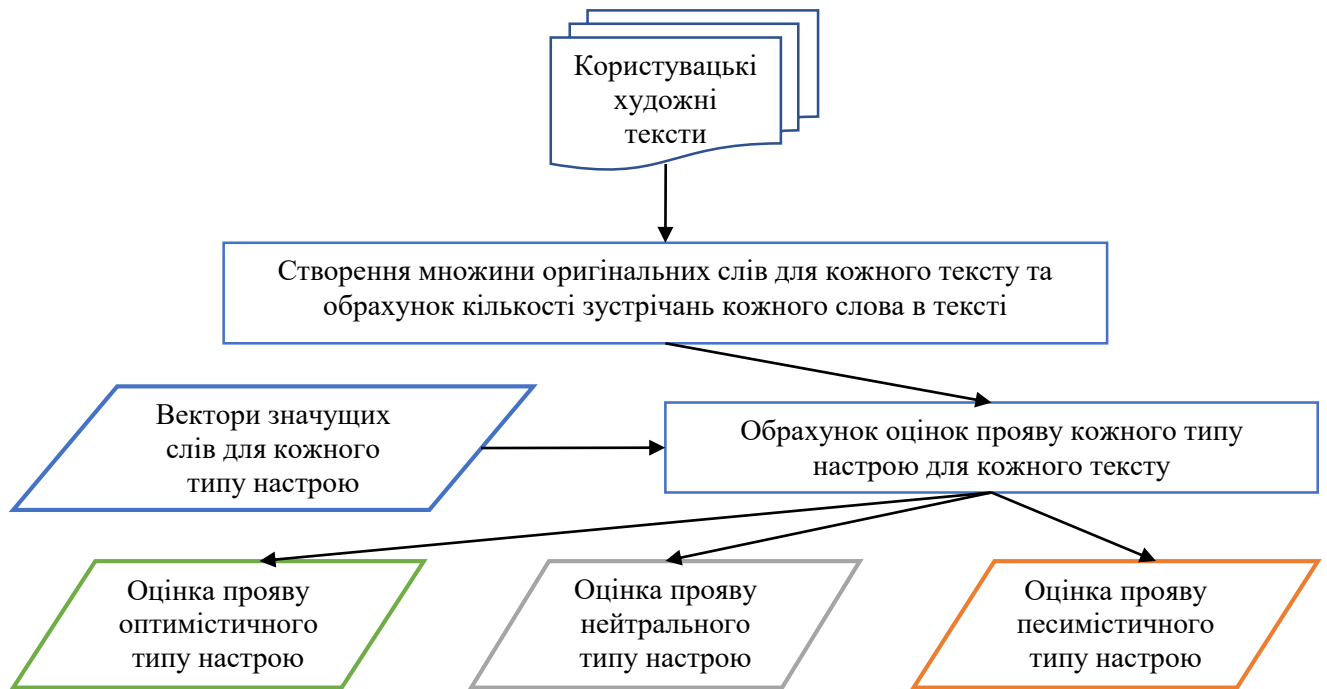 Користувацькі
художні
тексти
Створення множини оригінальних слів для кожного тексту та
обрахунок кількості зустрічань кожного слова в тексті
Вектори значущих
слів для кожного
типу настрою
Обрахунок оцінок прояву кожного типу
настрою для кожного тексту
Оцінка прояву
оптимістичного
типу настрою
Оцінка прояву
нейтрального
типу настрою
Оцінка прояву
песимістичного
типу настрою